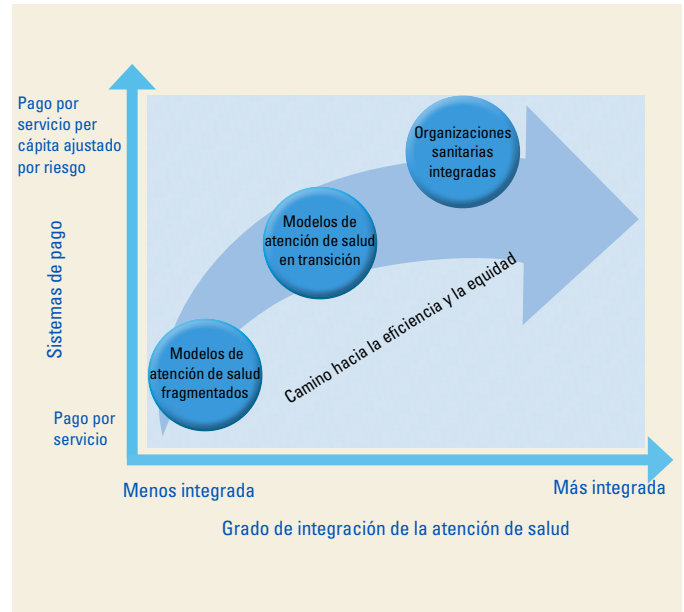 Pago por
servicio per
cápita ajustado
por riesgo
Organizaciones
sanitarias
integradas
Modelos de
atención de salud
en transición
Sistemas de pago
Camino hacia la eficiencia y la equidad
Modelos de
atención de salud
fragmentados
Pago por
servicio
Menos integrada
Más integrada
Grado de integración de la atención de salud